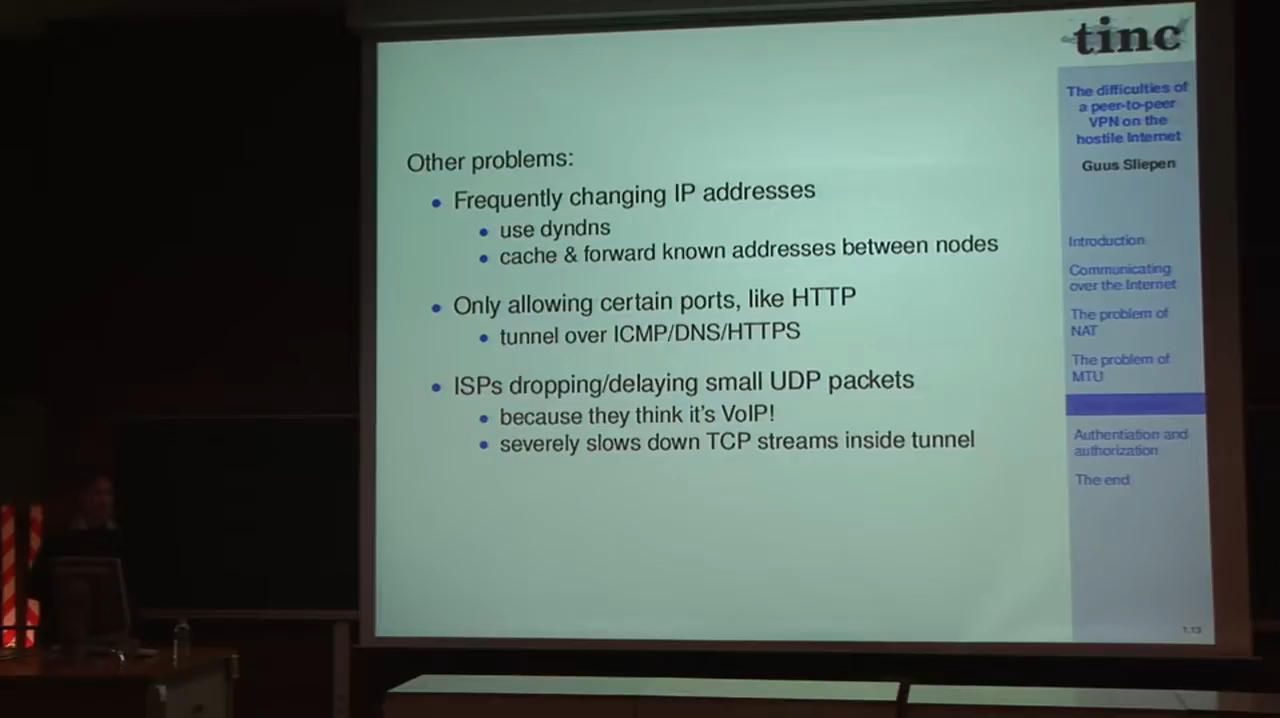 tinc
The difficulties of
a peer-to-peer
VPN on the
hostile Internet
Guus Sliepen
Other problems:
Frequently changing IP addresses
use dyndns
cache & forward known addresses between nodes
Only allowing certain ports, like HTTP
tunnel over ICMP/DNS/HTTPS
ISPs dropping/delaying small UDP packets
because they think it's VoIP!
severely slows down TCP streams inside tunnel
Introduction
Communicating
over the Internet
The problem of
NAT
The problem of
MTU
Authentiation and
authorization
The end
1.13